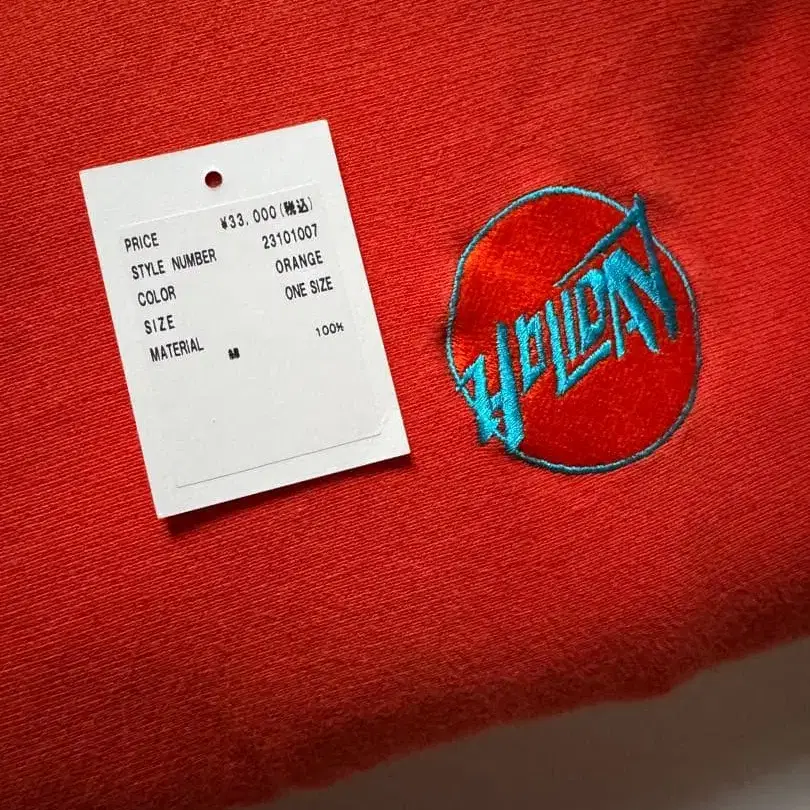 PRICE ¥33,000(税込)
STYLE NUMBER 23101007
COLOR ORANGE
SIZE ONE SIZE
MATERIAL 100%
HOLIDAY